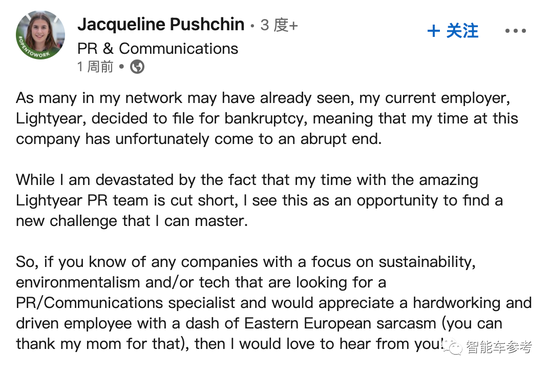 Jacqueline Pushchin · 3 度+
+ 关注
PR & Communications
1 周前 •
#OPENTOWORK
As many in my network may have already seen, my current employer,
Lightyear, decided to file for bankruptcy, meaning that my time at this
company has unfortunately come to an abrupt end.
While I am devastated by the fact that my time with the amazing
Lightyear PR team is cut short, I see this as an opportunity to find a
new challenge that I can master.
So, if you know of any companies with a focus on sustainability,
environmentalism and/or tech that are looking for a
PR/Communications specialist and would appreciate a hardworking and
driven employee with a dash of Eastern European sarcasm (you can
thank my mom for that), then I would love to hear from you!
智能车参考